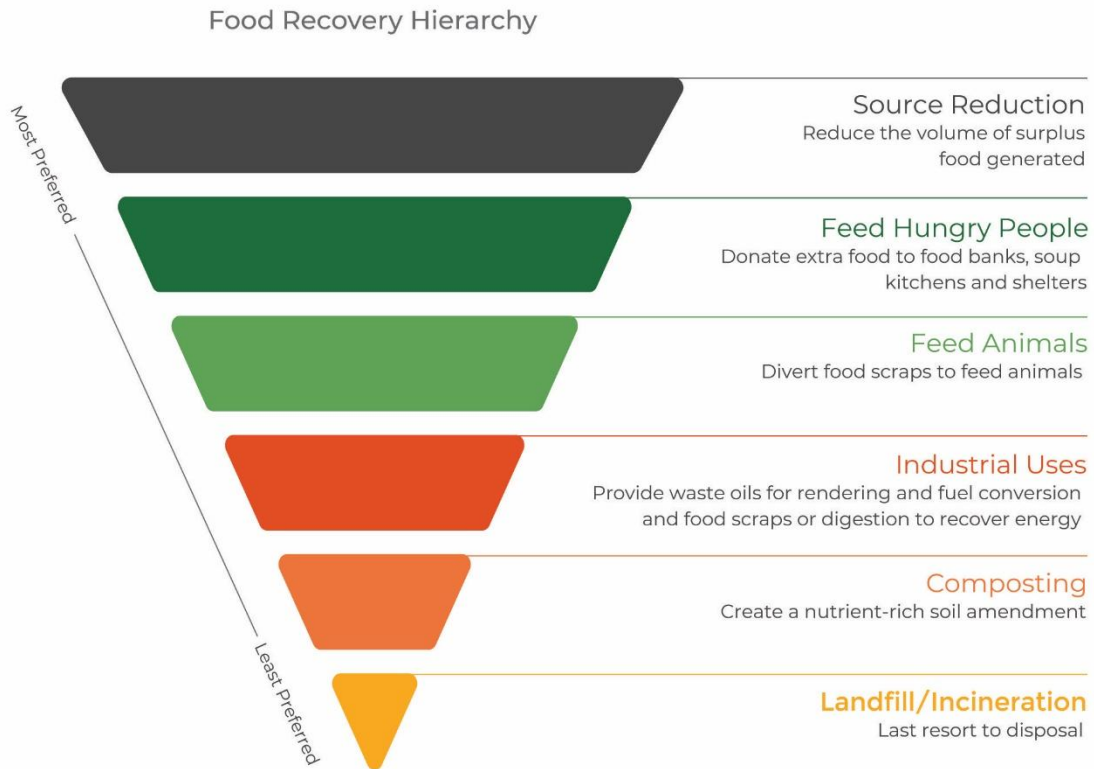 Food Recovery Hierarchy
Most Preferred
Least Preferred
Source Reduction
Reduce the volume of surplus
food generated
Feed Hungry People
Donate extra food to food banks, soup
kitchens and shelters
Feed Animals
Divert food scraps to feed animals
Industrial Uses
Provide waste oils for rendering and fuel conversion
and food scraps or digestion to recover energy
Composting
Create a nutrient-rich soil amendment
Landfill/Incineration
Last resort to disposal